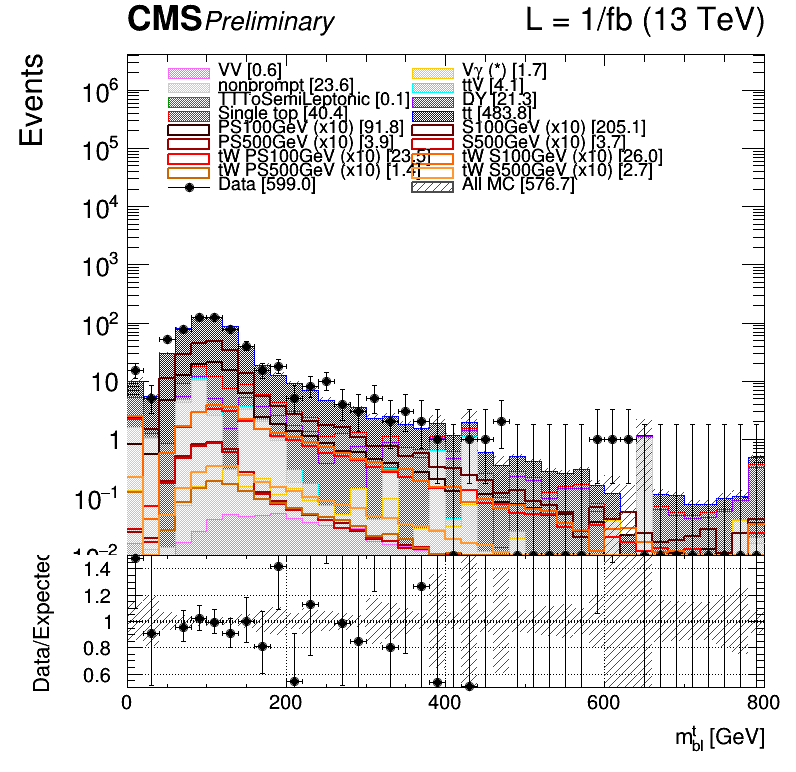 CMS Preliminary L = 1/fb (13 TeV)
Events
VV [0.6] Vγ (*) [1.7]
nonprompt [23.6] ttV [4.1]
TTToSemiLeptonic [0.1] DY [21.3]
Single top [40.4] tt [483.8]
PS100GeV (x10) [91.8] S100GeV (x10) [205.1]
PS500GeV (x10) [3.9] S500GeV (x10) [3.7]
tW PS100GeV (x10) [23.5] tW S100GeV (x10) [26.0]
tW PS500GeV (x10) [1.4] tW S500GeV (x10) [2.7]
Data [599.0] All MC [576.7]
10⁶
10⁵
10⁴
10³
10²
10
1
10⁻¹
10⁻²
Data/Expected
1.4
1.2
1
0.8
0.6
0 200 400 600 800
m^t_bl [GeV]